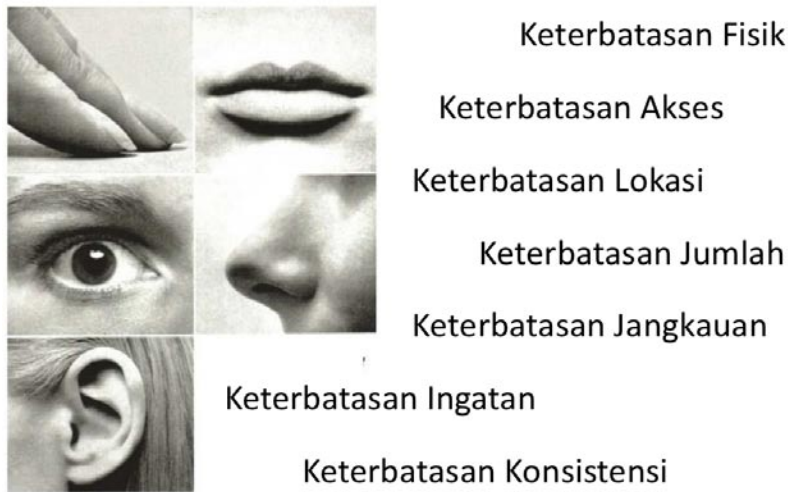 Keterbatasan Fisik
Keterbatasan Akses
Keterbatasan Lokasi
Keterbatasan Jumlah
Keterbatasan Jangkauan
Keterbatasan Ingatan
Keterbatasan Konsistensi